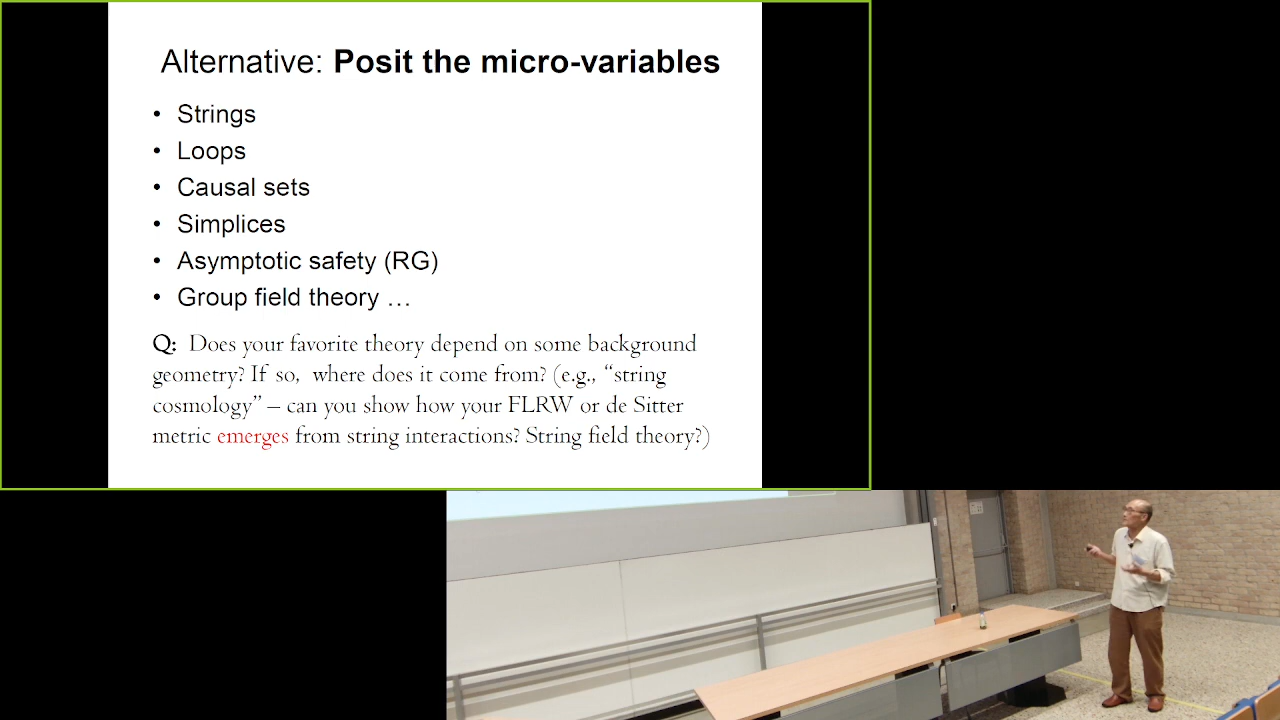 Alternative: Posit the micro-variables
• Strings
• Loops
• Causal sets
• Simplices
• Asymptotic safety (RG)
• Group field theory …
Q: Does your favorite theory depend on some background
geometry? If so, where does it come from? (e.g., “string
cosmology” – can you show how your FLRW or de Sitter
metric emerges from string interactions? String field theory?)